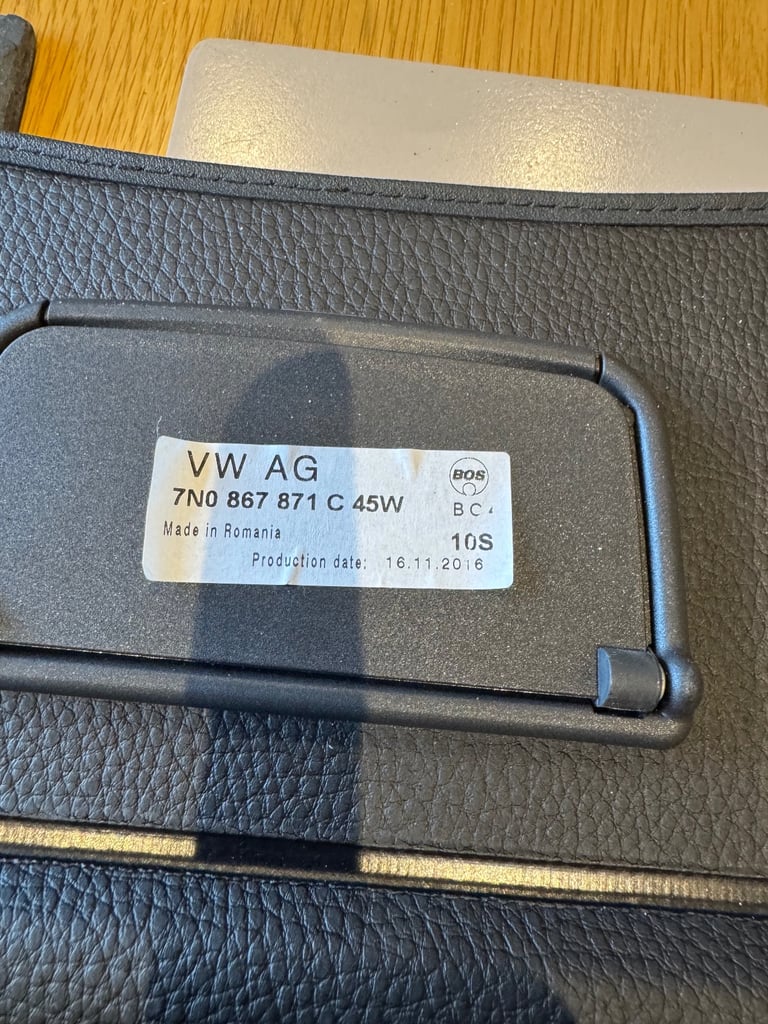 VW AG
BOS
7N0 867 871 C 45W
Made in Romania
10S
Production date: 16.11.2016